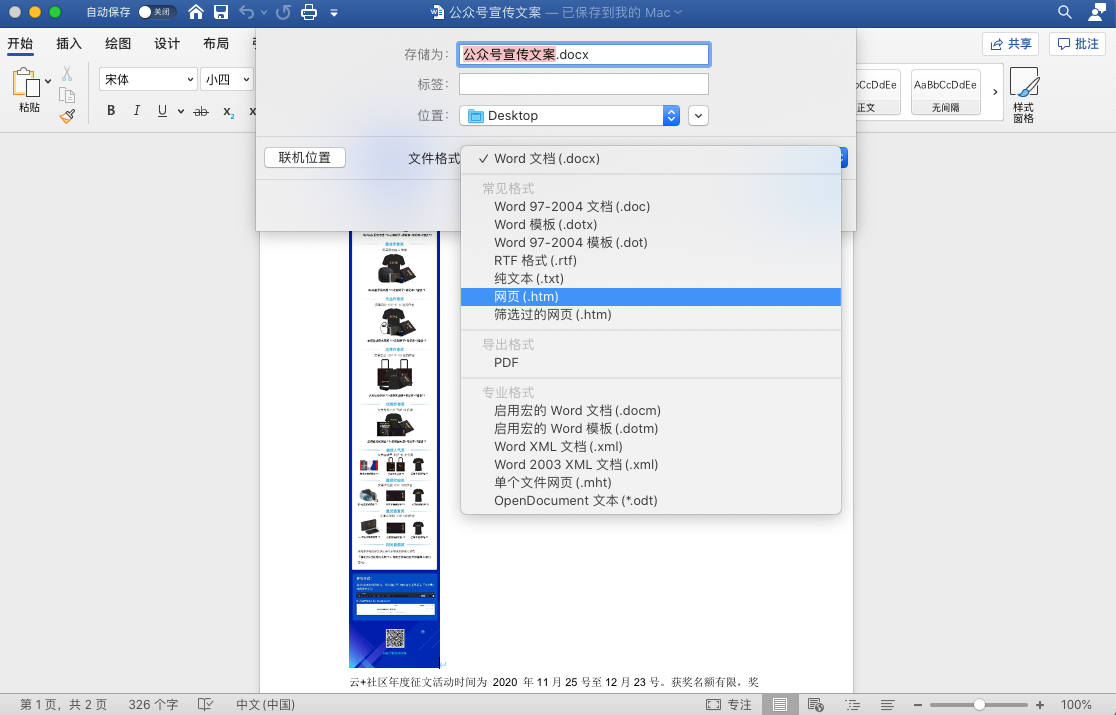 自动保存 关闭
公众号宣传文案 — 已保存到我的 Mac
开始 插入 绘图 设计 布局
共享 批注
粘贴
宋体 小四
B I U ab x₂ x
存储为: 公众号宣传文案.docx
标签:
位置: Desktop
联机位置 文件格式
正文
AaBbCcDdEe
无间隔
样式
窗格
✓ Word 文档 (.docx)
常见格式
Word 97-2004 文档 (.doc)
Word 模板 (.dotx)
Word 97-2004 模板 (.dot)
RTF 格式 (.rtf)
纯文本 (.txt)
网页 (.htm)
筛选过的网页 (.htm)
导出格式
PDF
专业格式
启用宏的 Word 文档 (.docm)
启用宏的 Word 模板 (.dotm)
Word XML 文档 (.xml)
Word 2003 XML 文档 (.xml)
单个文件网页 (.mht)
OpenDocument 文本 (*.odt)
云+社区年度征文活动时间为 2020 年 11 月 25 号至 12 月 23 号。获奖名额有限，奖
第 1 页，共 2 页 326 个字 中文 (中国) 专注 100%